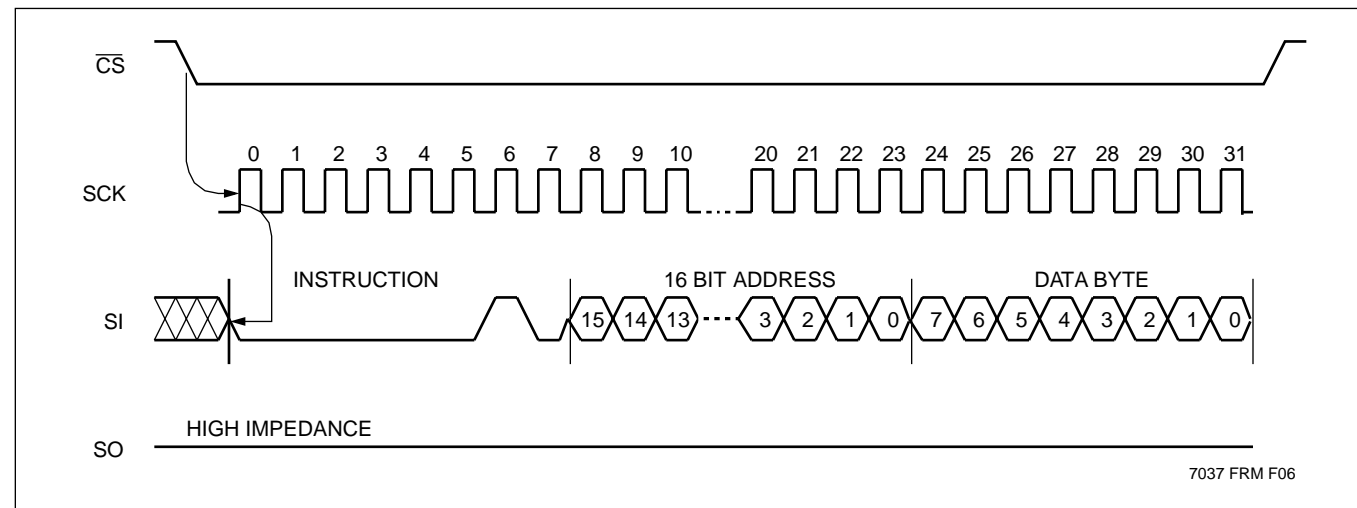 CS
0 1 2 3 4 5 6 7 8 9 10 20 21 22 23 24 25 26 27 28 29 30 31
SCK
INSTRUCTION 16 BIT ADDRESS DATA BYTE
SI 15 14 13 3 2 1 0 7 6 5 4 3 2 1 0
HIGH IMPEDANCE
SO
7037 FRM F06